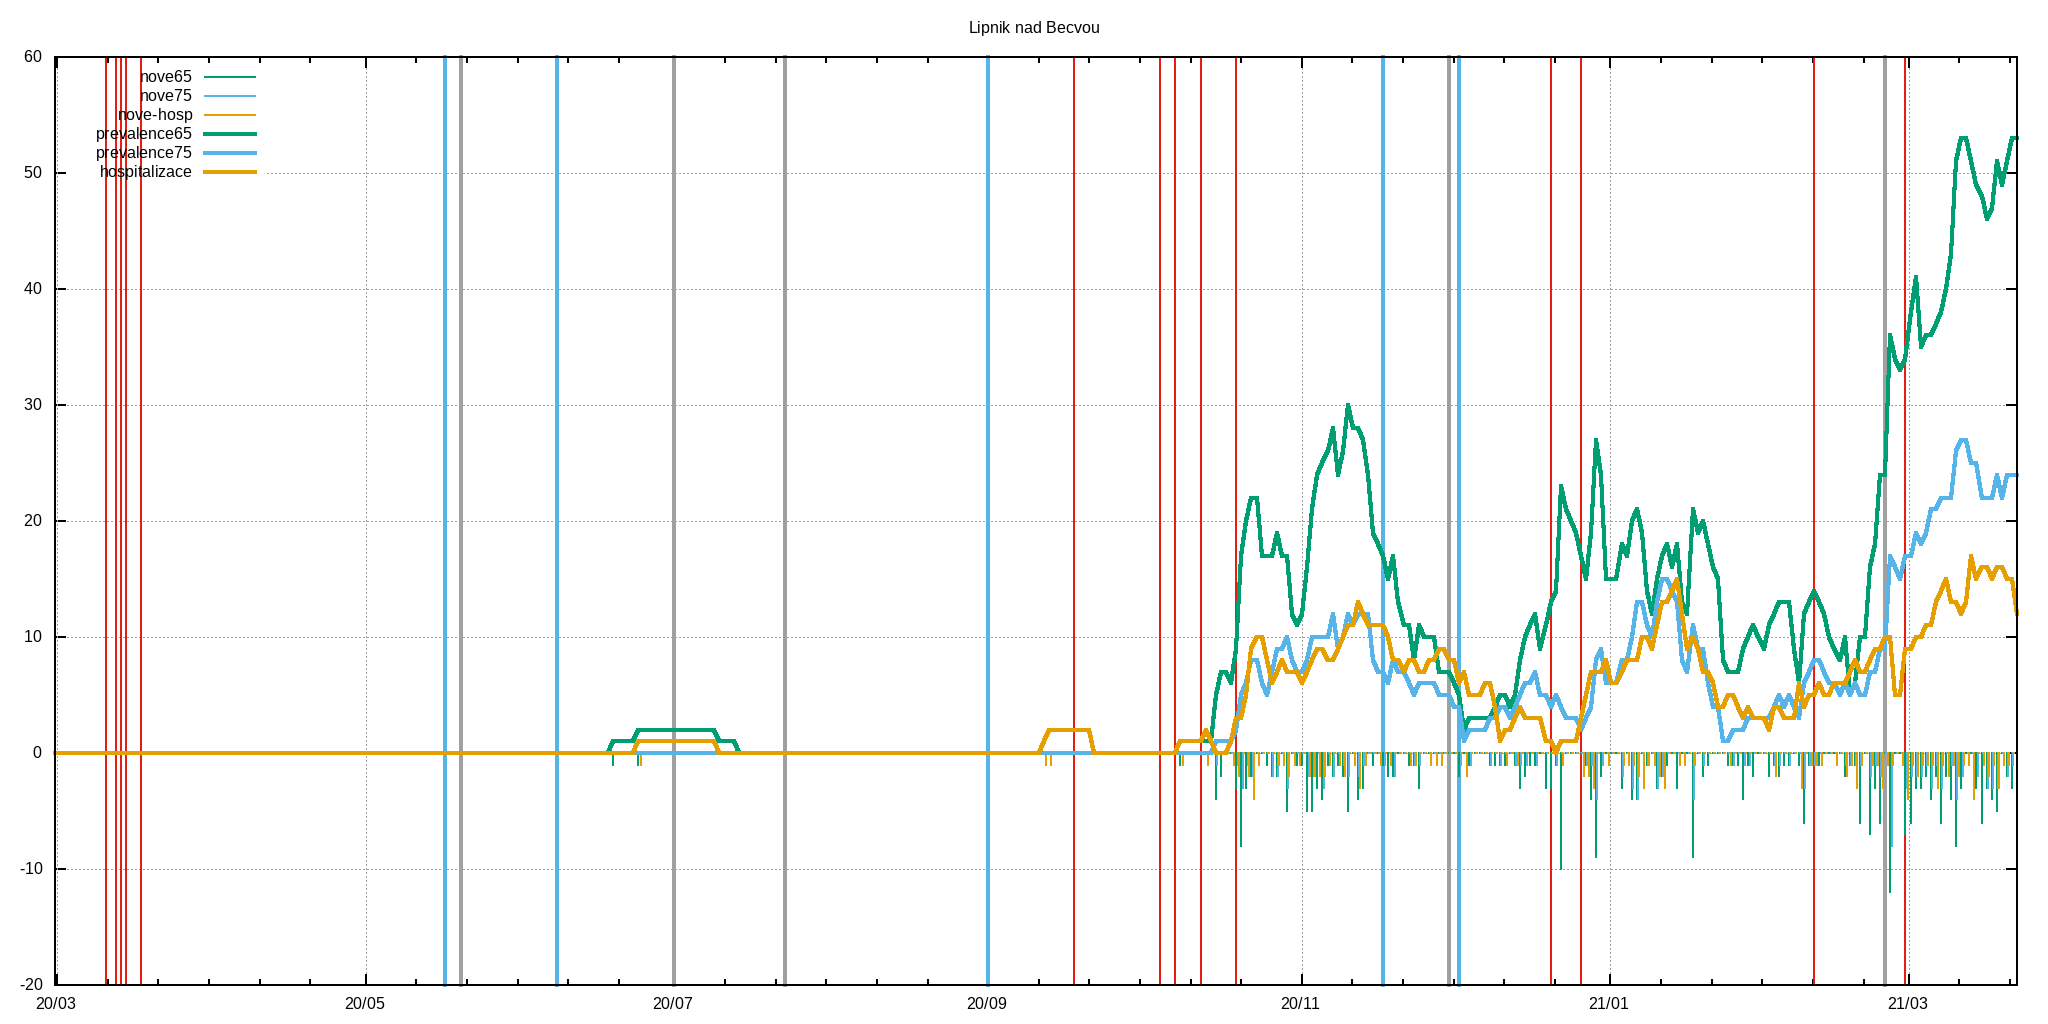 Lipnik nad Becvou
60
50
40
30
20
10
0
-10
-20
nove65
nove75
nove-hosp
prevalence65
prevalence75
hospitalizace
20/03 20/05 20/07 20/09 20/11 21/01 21/03